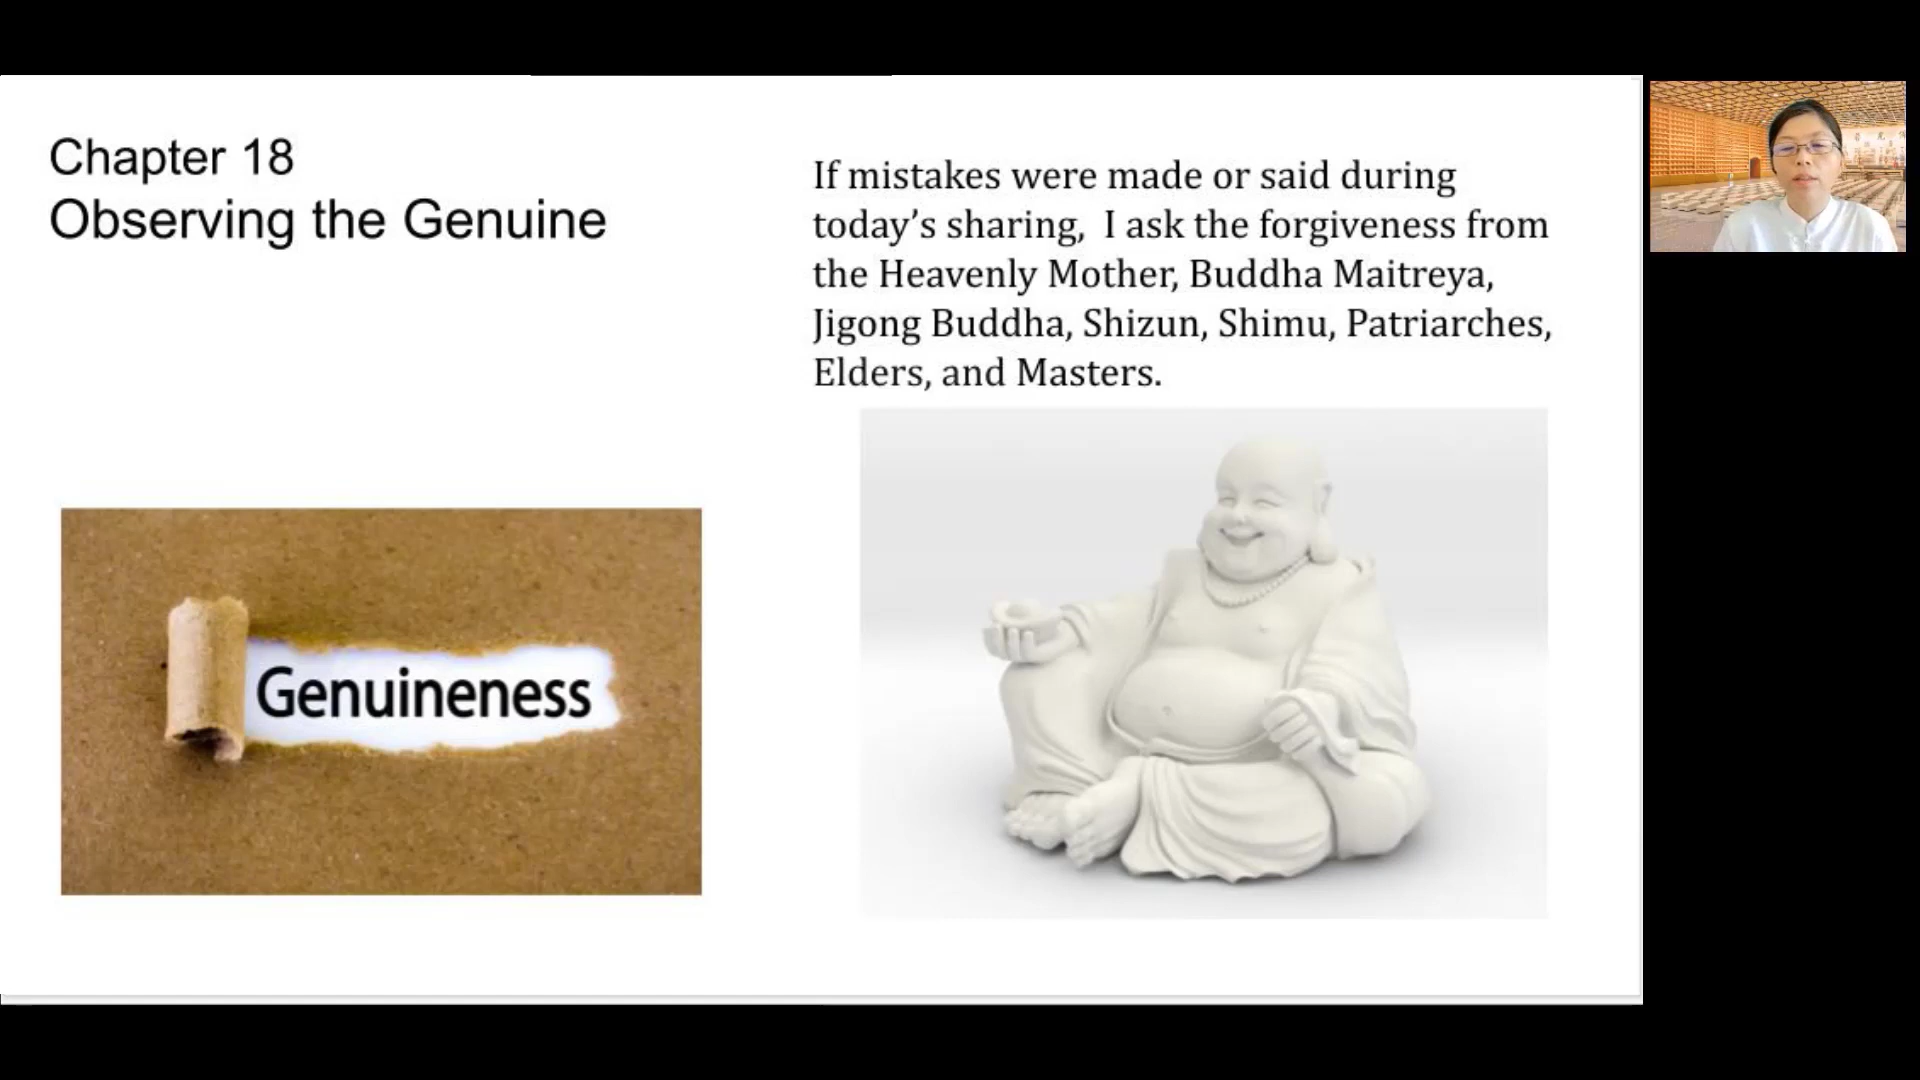 Chapter 18
Observing the Genuine
If mistakes were made or said during
today’s sharing,  I ask the forgiveness from
the Heavenly Mother, Buddha Maitreya,
Jigong Buddha, Shizun, Shimu, Patriarches,
Elders, and Masters.
Genuineness